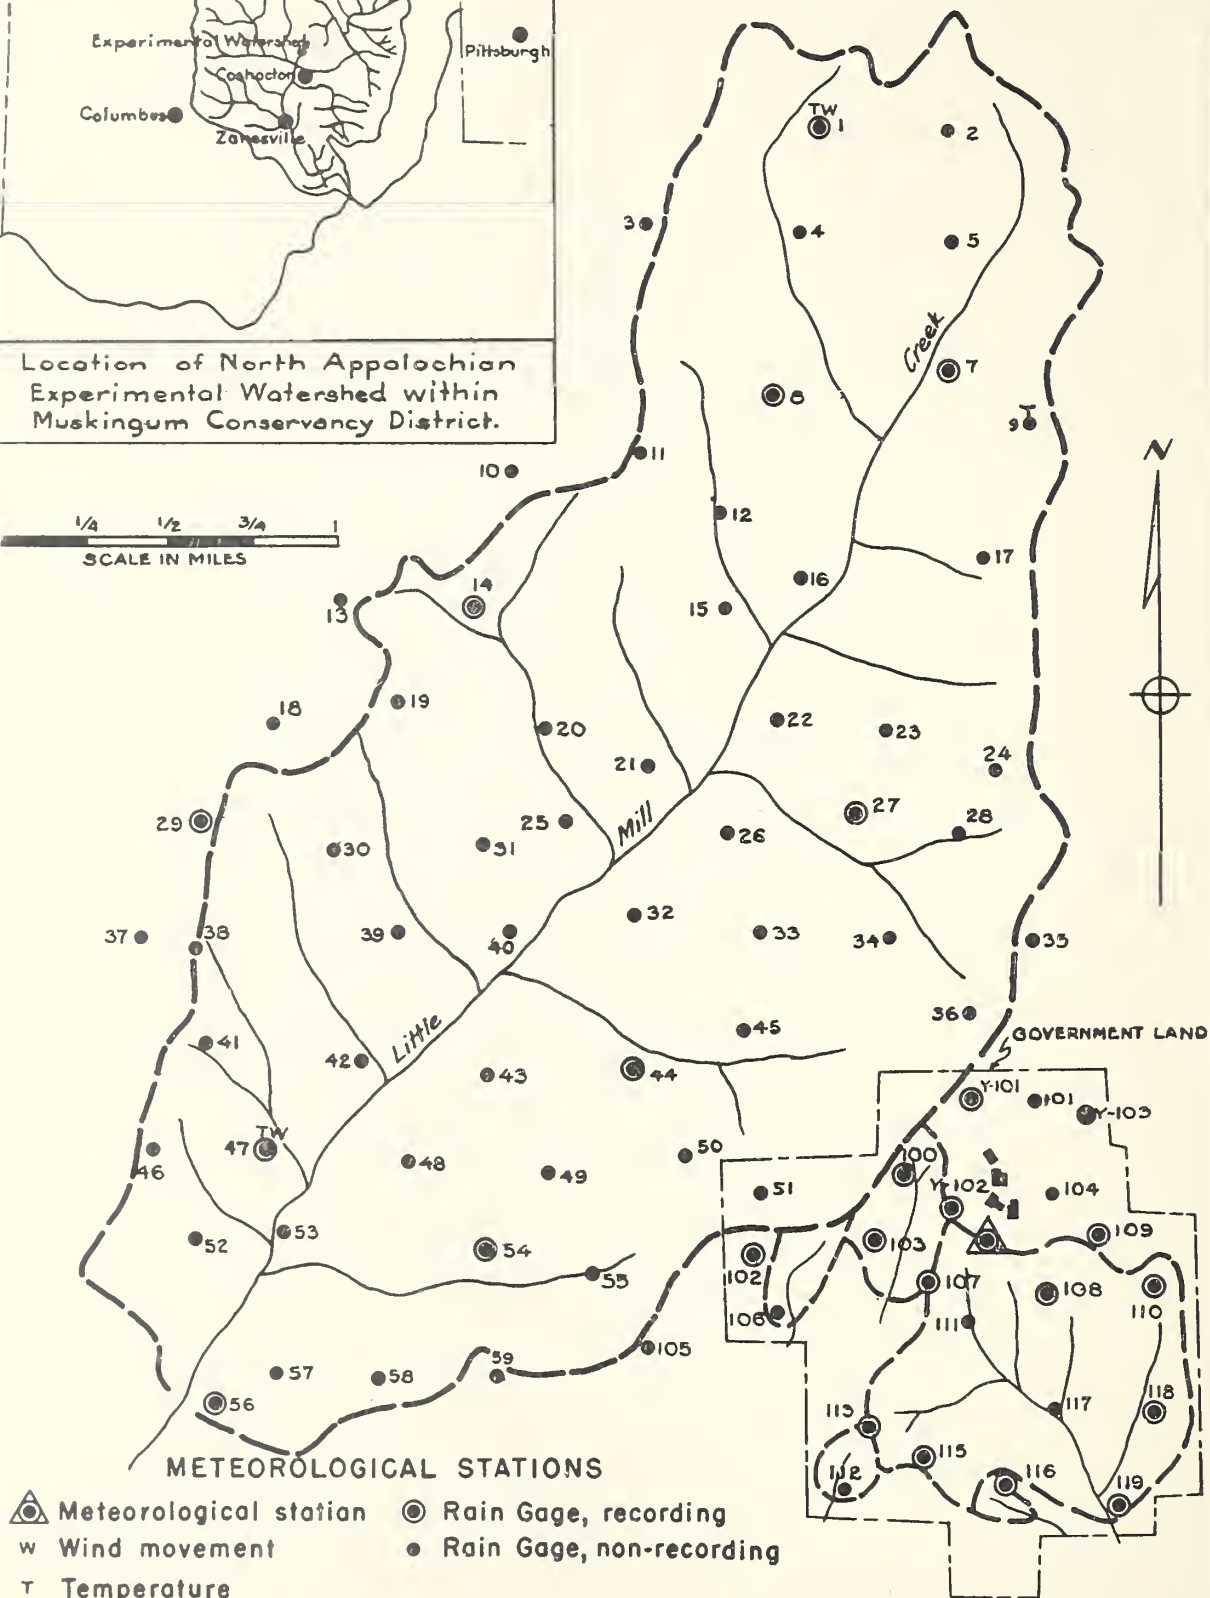 Experimental Watershed
Pittsburgh
Coshocton
Columbus
Zanesville
Location of North Appalochian
Experimental Watershed within
Muskingum Conservancy District.
1/4 1/2 3/4 1
SCALE IN MILES
N
TW
1
2
3
4
5
Creek
7
8
T
9
10
11
12
13
14
15
16
17
18
19
20
21
22
23
24
25
Mill
26
27
28
29
30
31
32
33
34
35
36
37
38
39
40
41
42
Little
43
44
45
46
TW
47
48
49
50
51
52
53
54
55
56
57
58
59
GOVERNMENT LAND
Y-101
101
Y-103
100
Y-102
104
102
103
109
105
106
107
108
110
111
113
117
118
112
115
116
119
METEOROLOGICAL STATIONS
Meteorological station
Rain Gage, recording
W Wind movement
Rain Gage, non-recording
T Temperature